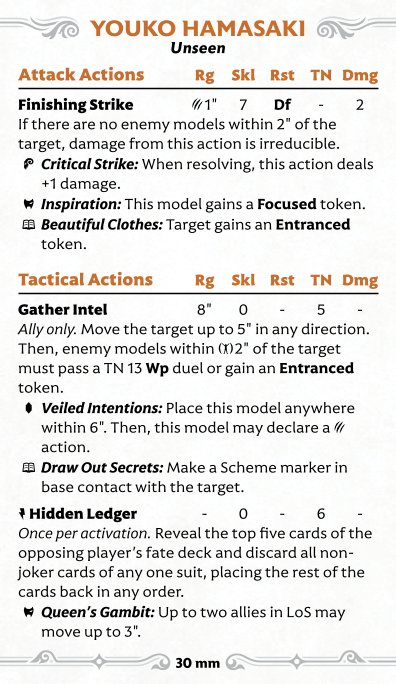 YOUKO HAMASAKI
Unseen
Attack Actions Rg Skl Rst TN Dmg
Finishing Strike 1" 7 Df - 2
If there are no enemy models within 2" of the
target, damage from this action is irreducible.
Critical Strike: When resolving, this action deals
+1 damage.
Inspiration: This model gains a Focused token.
Beautiful Clothes: Target gains an Entranced
token.
Tactical Actions Rg Skl Rst TN Dmg
Gather Intel 8" 0 - 5 -
Ally only. Move the target up to 5" in any direction.
Then, enemy models within 2" of the target
must pass a TN 13 Wp duel or gain an Entranced
token.
Veiled Intentions: Place this model anywhere
within 6". Then, this model may declare a
action.
Draw Out Secrets: Make a Scheme marker in
base contact with the target.
Hidden Ledger - 0 - 6 -
Once per activation. Reveal the top five cards of the
opposing player's fate deck and discard all non-
joker cards of any one suit, placing the rest of the
cards back in any order.
Queen's Gambit: Up to two allies in LoS may
move up to 3".
30 mm